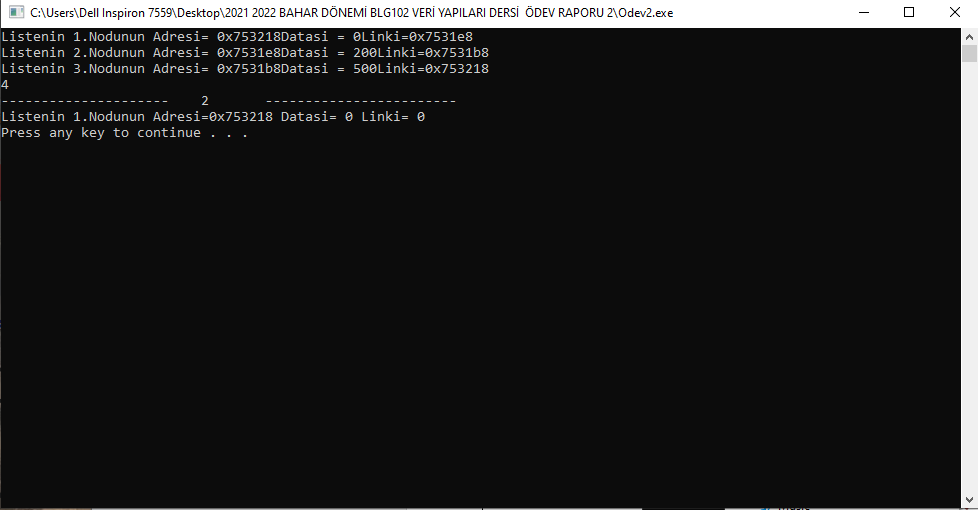 C:\Users\Dell Inspiron 7559\Desktop\2021 2022 BAHAR DÖNEMİ BLG102 VERİ YAPILARI DERSİ  ÖDEV RAPORU 2\Odev2.exe
Listenin 1.Nodunun Adresi= 0x753218Datasi = 0Linki=0x7531e8
Listenin 2.Nodunun Adresi= 0x7531e8Datasi = 200Linki=0x7531b8
Listenin 3.Nodunun Adresi= 0x7531b8Datasi = 500Linki=0x753218
4
---------------------    2       ------------------------
Listenin 1.Nodunun Adresi=0x753218 Datasi= 0 Linki= 0
Press any key to continue . . .